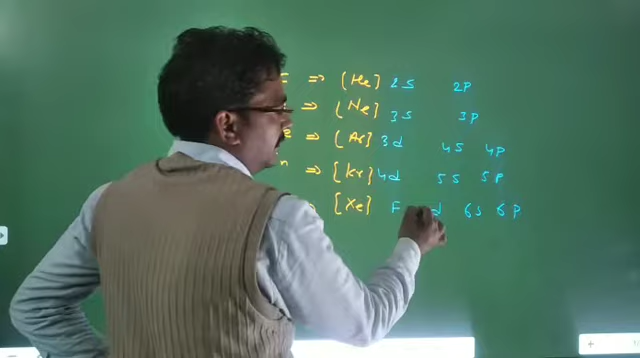 ⇒ [He] 2s 2p
⇒ [Ne] 3s 3p
e ⇒ [Ar] 3d 4s 4p
n ⇒ [kr] 4d 5s 5p
[Xe] F d 6s 6p